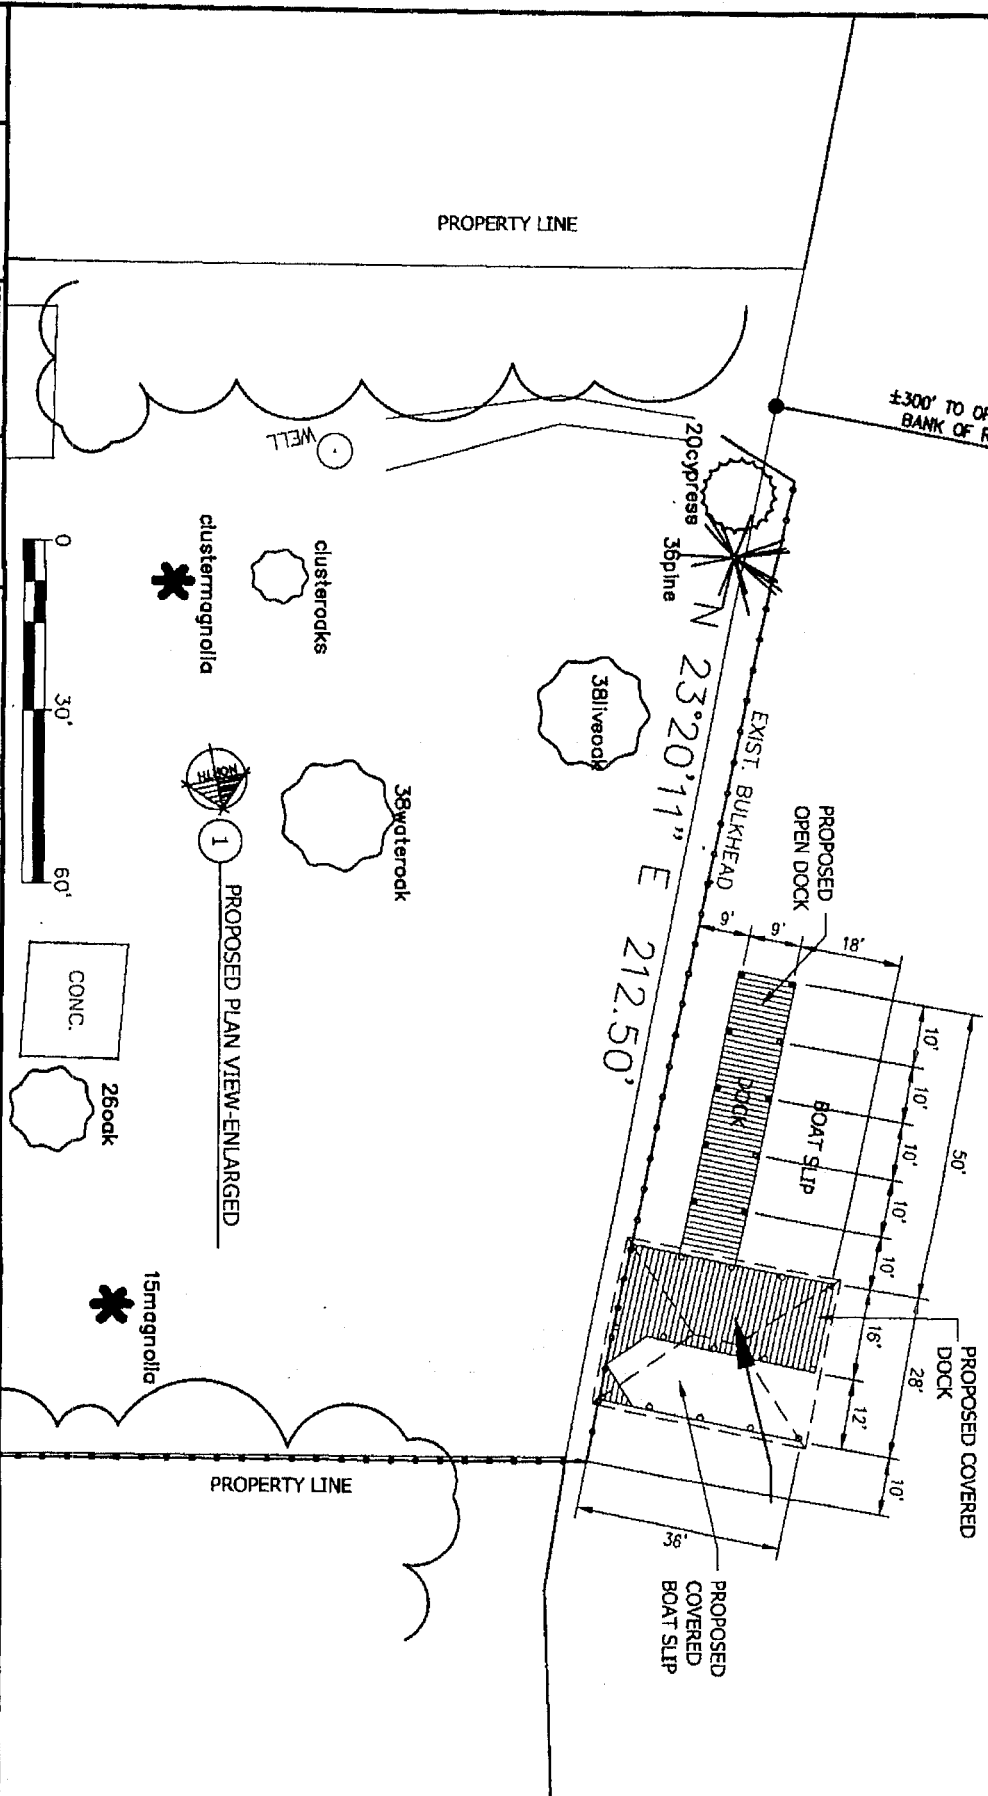 PROPERTY LINE
±300' TO
BANK OF
WELL
20cypress
36pine
N 23°20'11" E 212.50'
EXIST. BULKHEAD
clusteroaks
clustermagnolia
38liveoak
38wateroak
0
30'
60'
NORTH
1
PROPOSED PLAN VIEW-ENLARGED
CONC.
26oak
15magnolia
PROPERTY LINE
PROPOSED
OPEN DOCK
9'
9'
18'
DOCK
BOAT SLIP
10'
10'
10'
10'
10'
50'
16'
12'
28'
10'
36'
PROPOSED COVERED
DOCK
PROPOSED
COVERED
BOAT SLIP